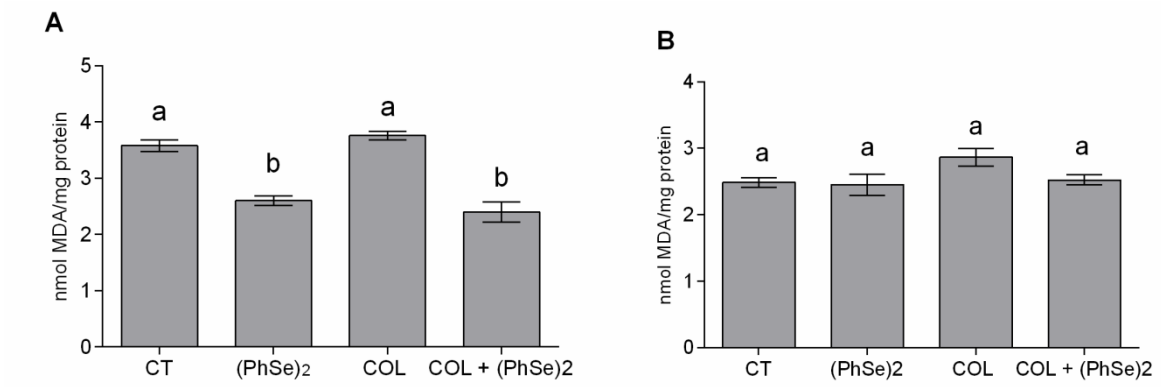 A
nmol MDA/mg protein
5
4
3
2
1
0
a
b
a
b
CT
(PhSe)2
COL
COL + (PhSe)2
B
nmol MDA/mg protein
4
3
2
1
0
a
a
a
a
CT
(PhSe)2
COL
COL + (PhSe)2